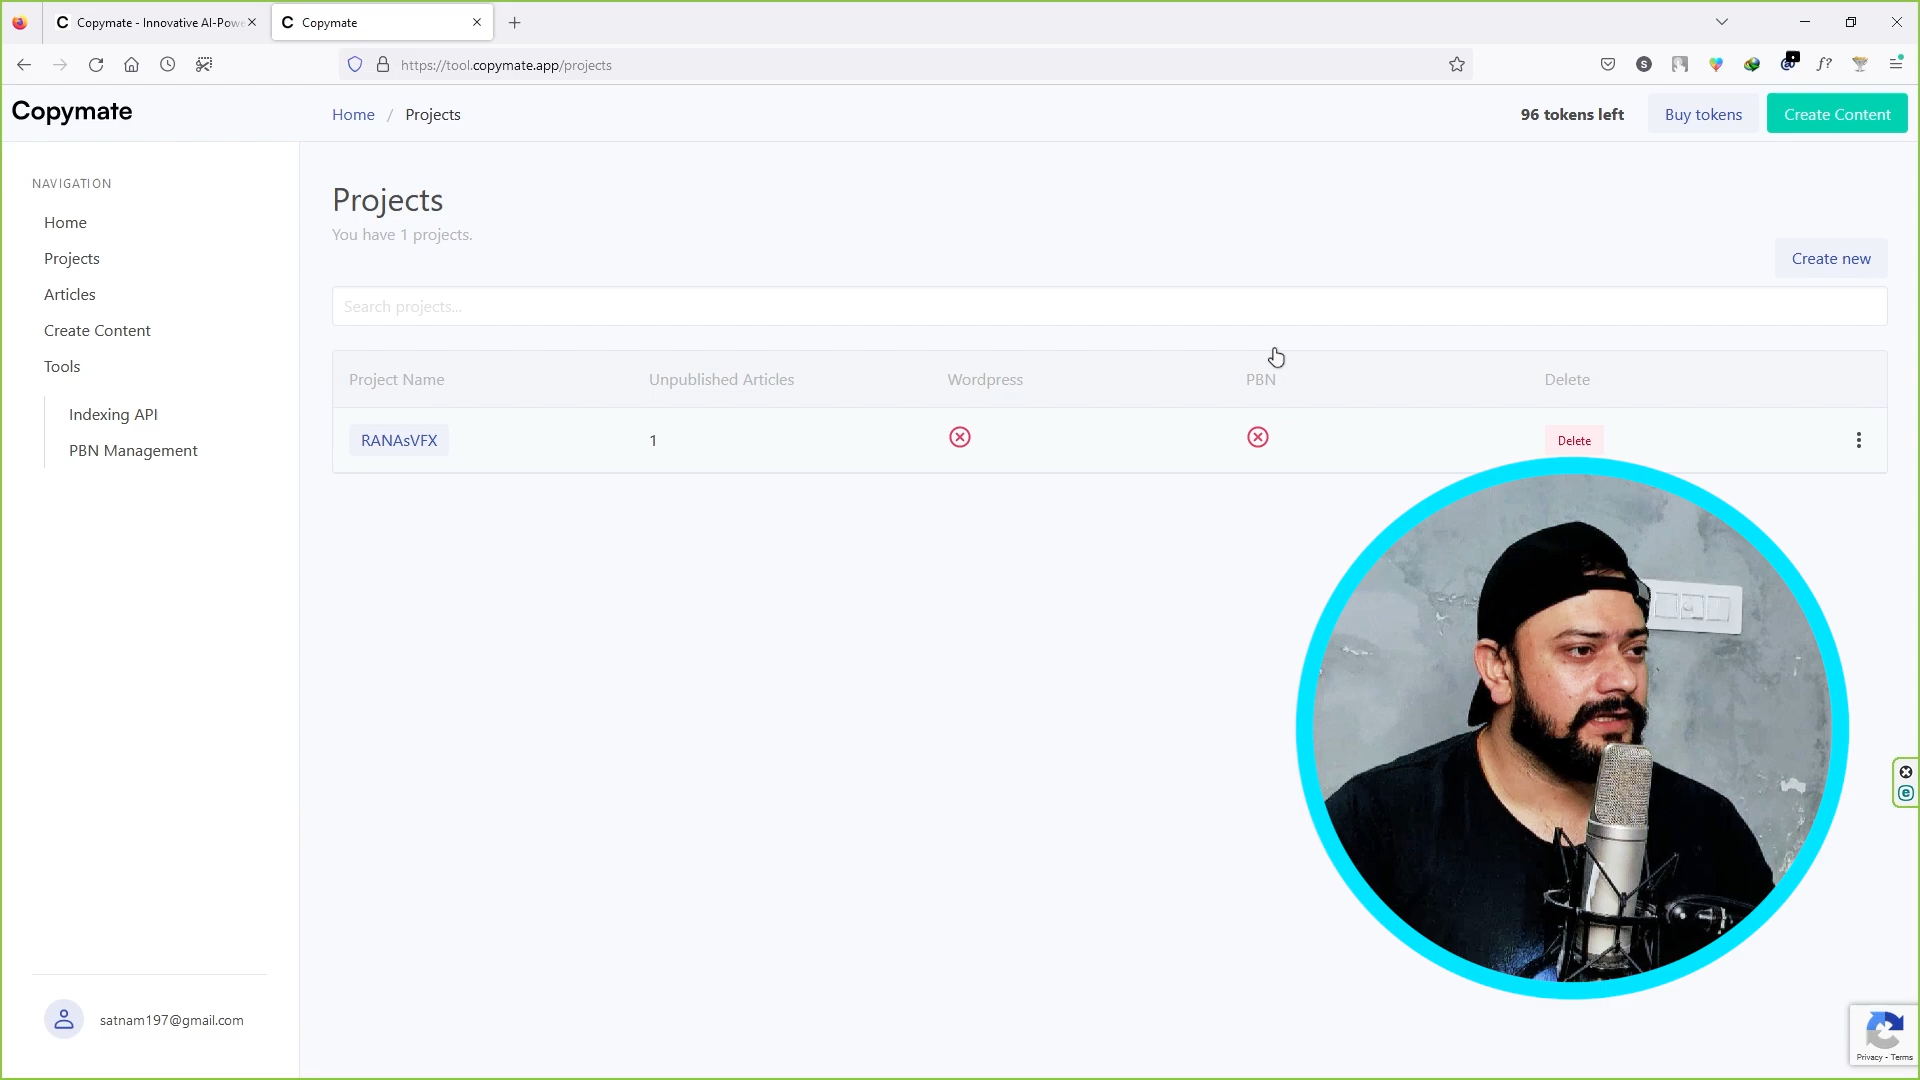 Copymate - Innovative AI-Powe
Copymate
https://tool.copymate.app/projects
S
f?
Copymate
Home / Projects
96 tokens left
Buy tokens
Create Content
NAVIGATION
Home
Projects
Articles
Create Content
Tools
Indexing API
PBN Management
Projects
You have 1 projects.
Create new
Search projects...
Project Name
Unpublished Articles
Wordpress
PBN
Delete
RANAsVFX
1
Delete
satnam197@gmail.com
Privacy - Terms